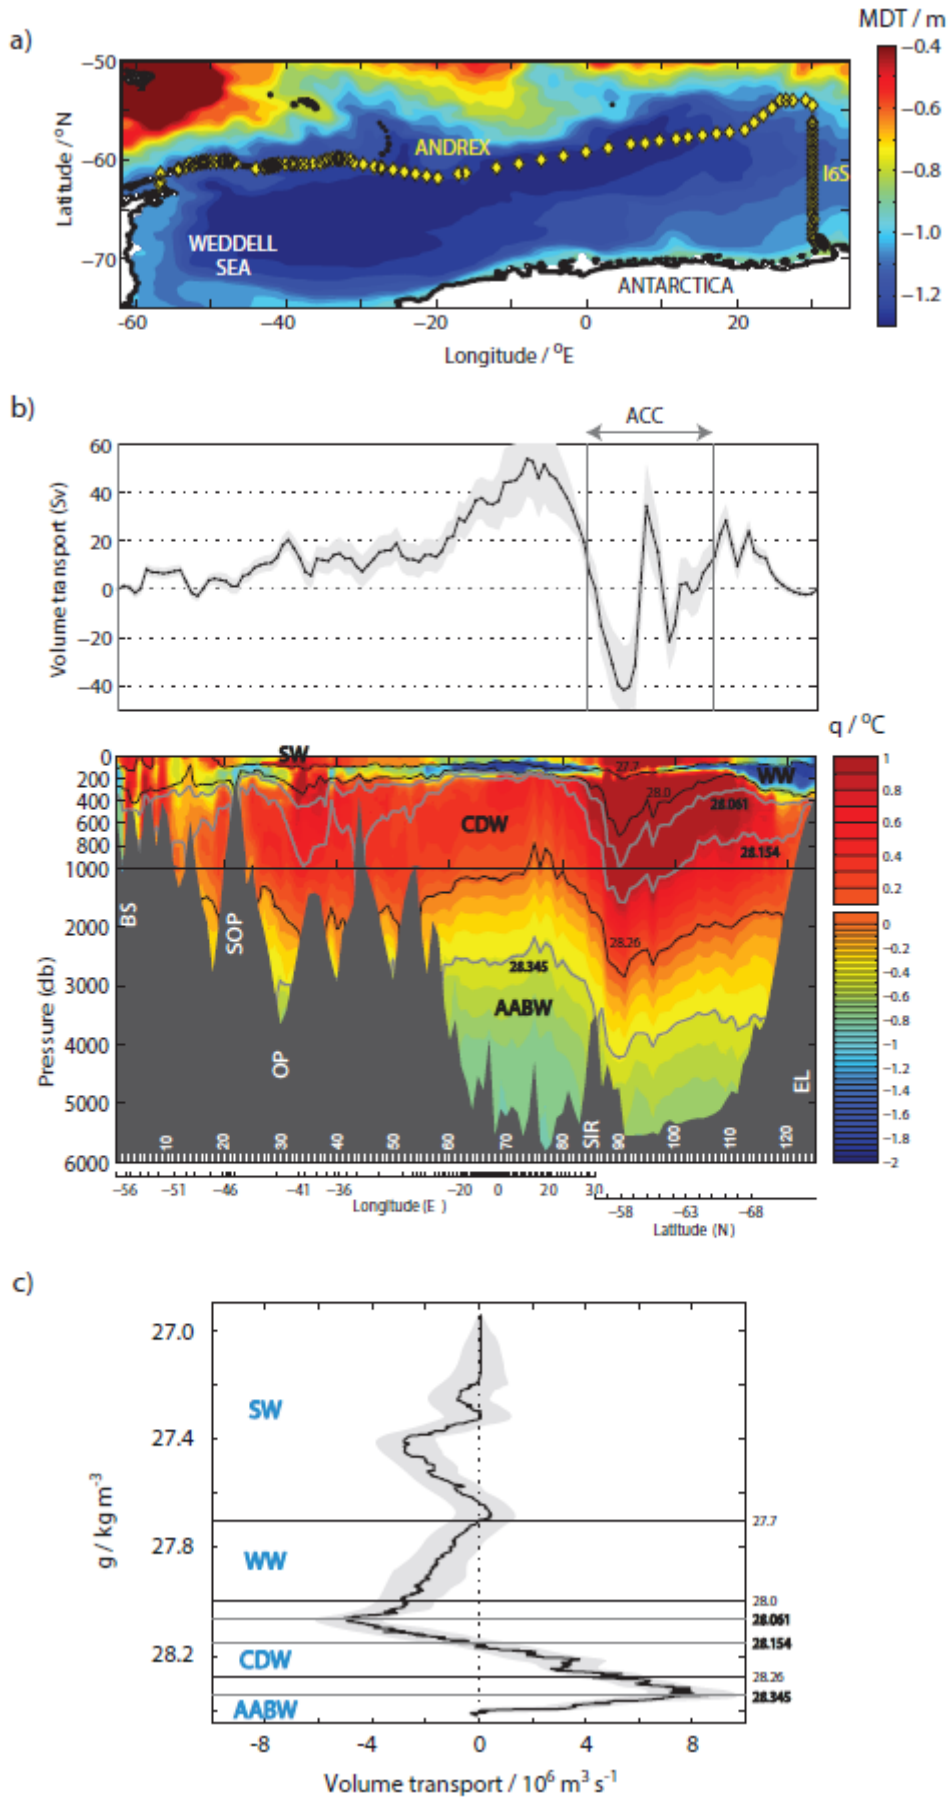 a)
MDT / m
−50
−60
−70
Latitude / °N
ANDREX
I6S
WEDDELL
SEA
ANTARCTICA
−60
−40
−20
0
20
Longitude / °E
−0.4
−0.6
−0.8
−1.0
−1.2
b)
ACC
60
40
20
0
−20
−40
Volume transport (Sv)
q / °C
0
200
400
600
800
1000
2000
3000
4000
5000
6000
Pressure (db)
SW
27.7
WW
28.0
28.061
CDW
28.154
28.26
28.345
AABW
BS
SOP
OP
SIR
EL
10
20
30
40
50
60
70
80
90
100
110
120
−56
−51
−46
−41
−36
−20
0
20
30
Longitude (E )
−58
−63
−68
Latitude (N)
1
0.8
0.6
0.4
0.2
0
−0.2
−0.4
−0.6
−0.8
−1
−1.2
−1.4
−1.6
−1.8
−2
c)
27.0
27.4
27.8
28.2
g / kg m⁻³
SW
WW
CDW
AABW
27.7
28.0
28.061
28.154
28.26
28.345
-8
-4
0
4
8
Volume transport / 10⁶ m³ s⁻¹